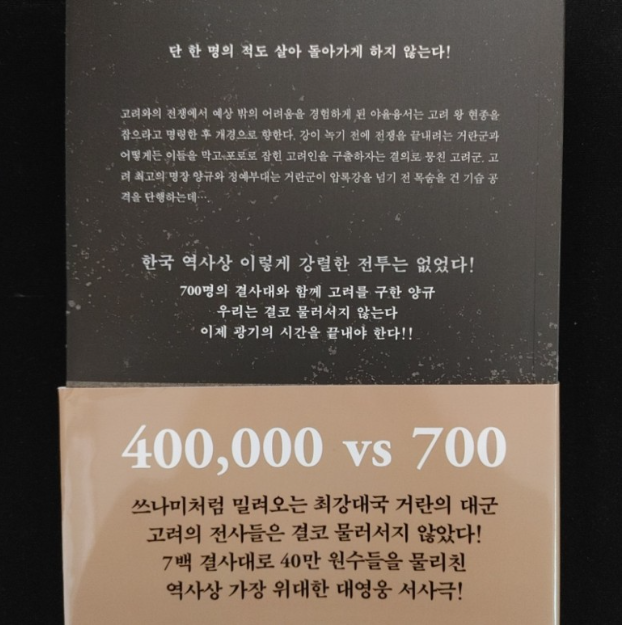 단 한 명의 적도 살아 돌아가게 하지 않는다!
고려와의 전쟁에서 예상 밖의 어려움을 경험하게 된 야율융서는 고려 왕 현종을
잡으라고 명령한 후 개경으로 향한다. 강이 녹기 전에 전쟁을 끝내려는 거란군과
어떻게든 이들을 막고 포로로 잡힌 고려인을 구출하자는 결의로 뭉친 고려군. 고
려 최고의 명장 양규와 정예부대는 거란군이 압록강을 넘기 전 목숨을 건 기습 공
격을 단행하는데…
한국 역사상 이렇게 강렬한 전투는 없었다!
700명의 결사대와 함께 고려를 구한 양규
우리는 결코 물러서지 않는다
이제 광기의 시간을 끝내야 한다!!
400,000 vs 700
쓰나미처럼 밀려오는 최강대국 거란의 대군
고려의 전사들은 결코 물러서지 않았다!
7백 결사대로 40만 원수들을 물리친
역사상 가장 위대한 대영웅 서사극!